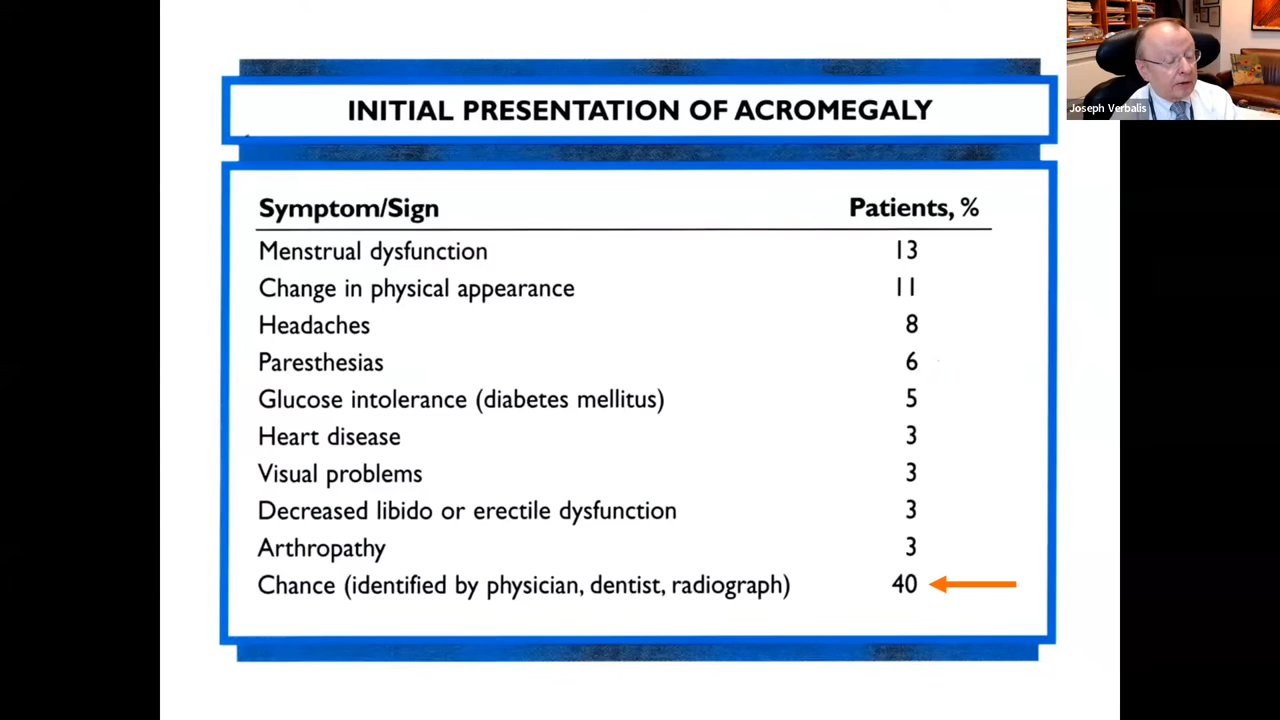 Joseph Verbalis
INITIAL PRESENTATION OF ACROMEGALY
Symptom/Sign Patients, %
Menstrual dysfunction 13
Change in physical appearance 11
Headaches 8
Paresthesias 6
Glucose intolerance (diabetes mellitus) 5
Heart disease 3
Visual problems 3
Decreased libido or erectile dysfunction 3
Arthropathy 3
Chance (identified by physician, dentist, radiograph) 40